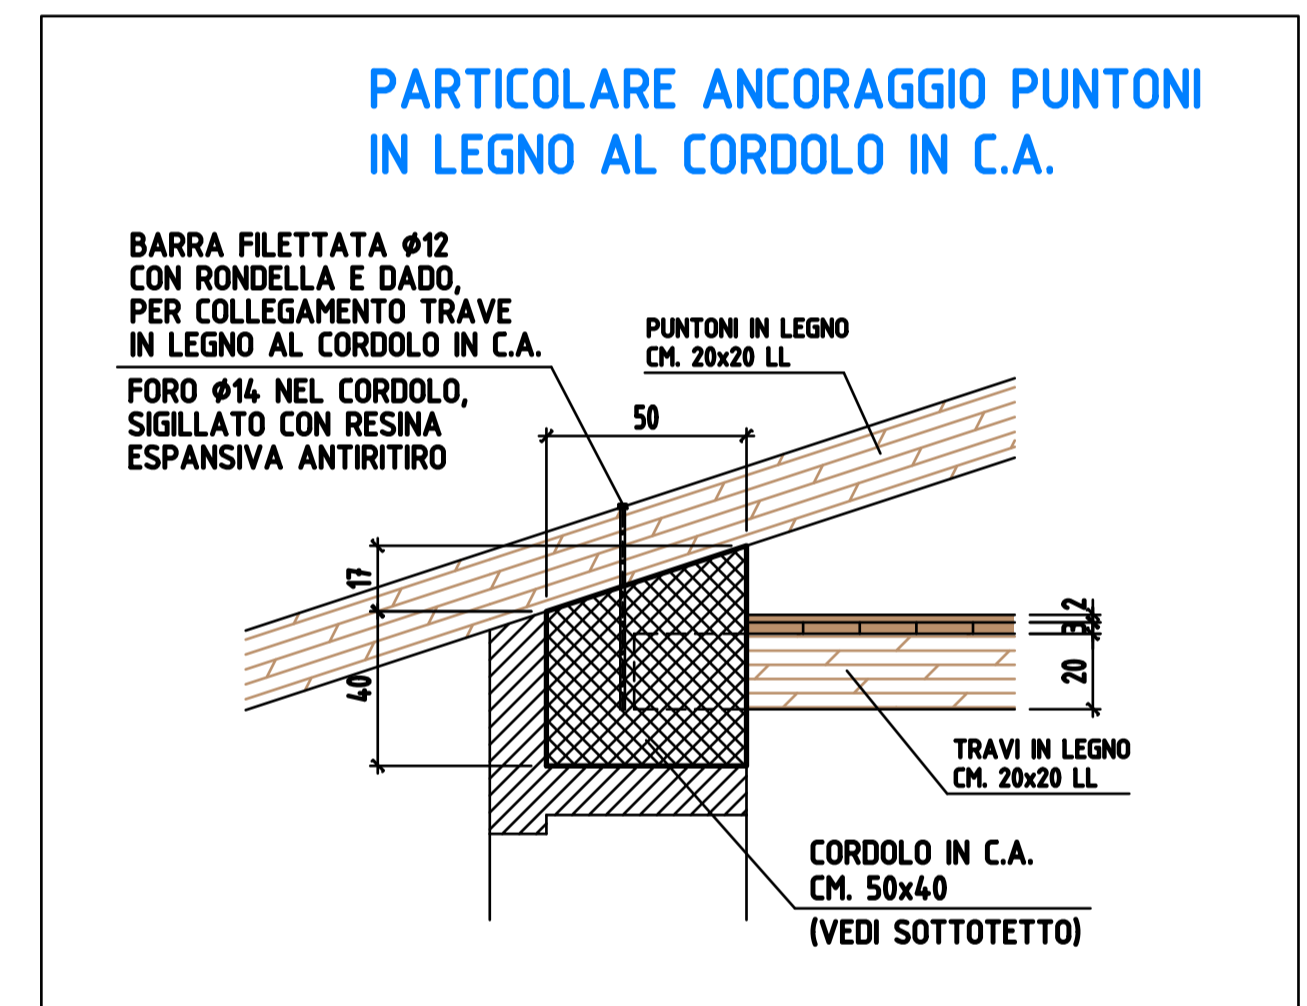 PARTICOLARE ANCORAGGIO PUNTONI
IN LEGNO AL CORDOLO IN C.A.
BARRA FILETTATA ø12
CON RONDELLA E DADO,
PER COLLEGAMENTO TRAVE
IN LEGNO AL CORDOLO IN C.A.
FORO ø14 NEL CORDOLO,
SIGILLATO CON RESINA
ESPANSIVA ANTIRITIRO
PUNTONI IN LEGNO
CM. 20x20 LL
50
17
40
2
3
20
TRAVI IN LEGNO
CM. 20x20 LL
CORDOLO IN C.A.
CM. 50x40
(VEDI SOTTOTETTO)